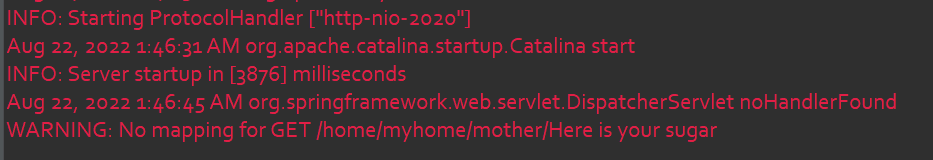 INFO: Starting ProtocolHandler ["http-nio-2020"]
Aug 22, 2022 1:46:31 AM org.apache.catalina.startup.Catalina start
INFO: Server startup in [3876] milliseconds
Aug 22, 2022 1:46:45 AM org.springframework.web.servlet.DispatcherServlet noHandlerFound
WARNING: No mapping for GET /home/myhome/mother/Here is your sugar